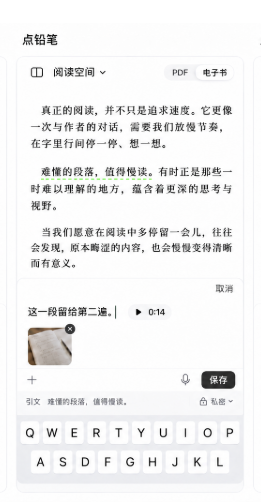 点铅笔
阅读空间
PDF 电子书
真正的阅读，并不只是追求速度。它更像
一次与作者的对话，需要我们放慢节奏，
在字里行间停一停、想一想。
难懂的段落，值得慢读。有时正是那些一
时难以理解的地方，蕴含着更深的思考与
视野。
当我们愿意在阅读中多停留一会儿，往往
会发现，原本晦涩的内容，也会慢慢变得清晰
而有意义。
取消
这一段留给第二遍。 0:14
保存
引文 难懂的段落，值得慢读。 私密
Q W E R T Y U I O P
A S D F G H J K L